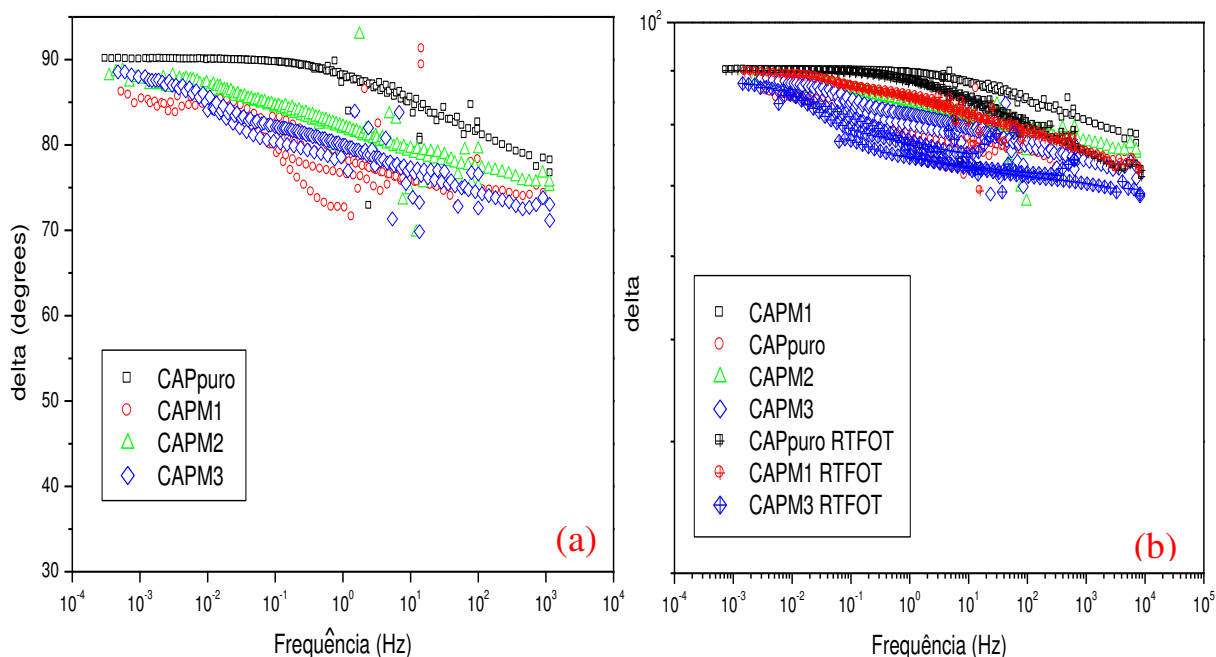 90
80
70
60
50
40
30
delta (degrees)
CAPpuro
CAPM1
CAPM2
CAPM3
(a)
10^-4 10^-3 10^-2 10^-1 10^0 10^1 10^2 10^3
Frequência (Hz)
10^2
delta
CAPM1
CAPpuro
CAPM2
CAPM3
CAPpuro RTFOT
CAPM1 RTFOT
CAPM3 RTFOT
(b)
10^-4 10^-3 10^-2 10^-1 10^0 10^1 10^2 10^3 10^4 10^5
Frequência (Hz)